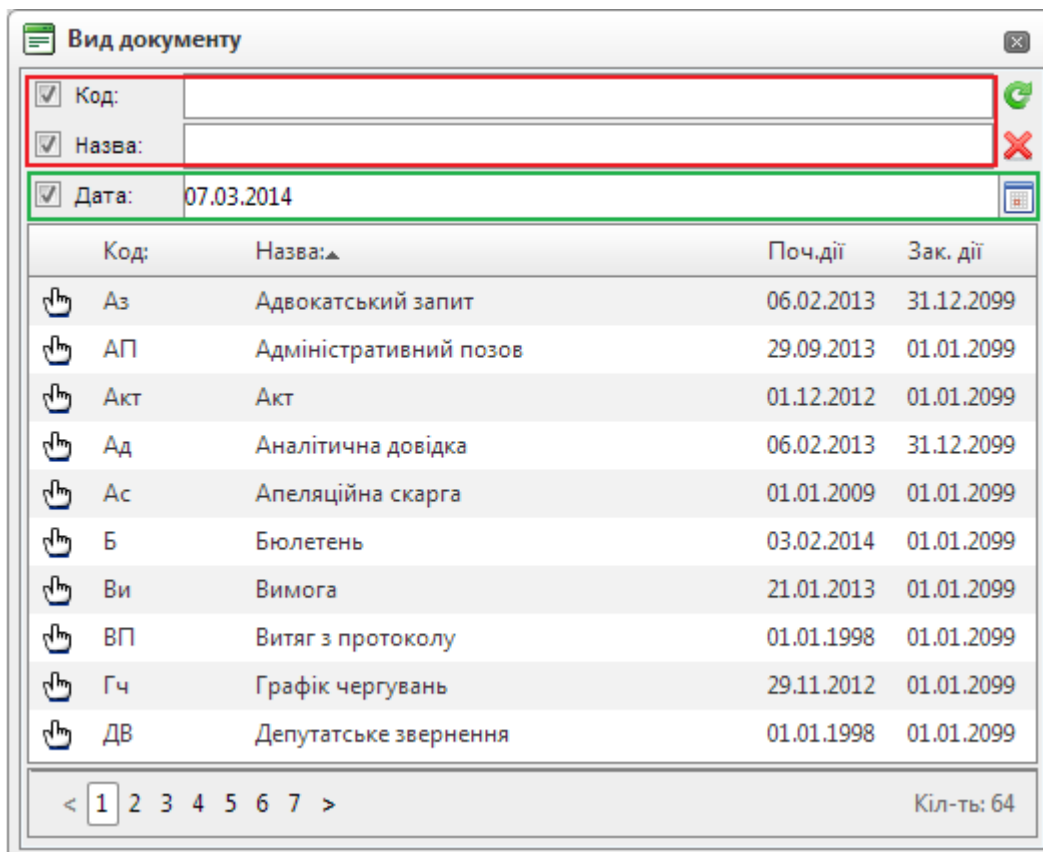 Вид документу
Код:
Назва:
Дата: 07.03.2014
Код: Назва: Поч.дії Зак. дії
Аз Адвокатський запит 06.02.2013 31.12.2099
АП Адміністративний позов 29.09.2013 01.01.2099
Акт Акт 01.12.2012 01.01.2099
Ад Аналітична довідка 06.02.2013 31.12.2099
Ас Апеляційна скарга 01.01.2009 01.01.2099
Б Бюлетень 03.02.2014 01.01.2099
Ви Вимога 21.01.2013 01.01.2099
ВП Витяг з протоколу 01.01.1998 01.01.2099
Гч Графік чергувань 29.11.2012 01.01.2099
ДВ Депутатське звернення 01.01.1998 01.01.2099
< 1 2 3 4 5 6 7 > Кіл-ть: 64